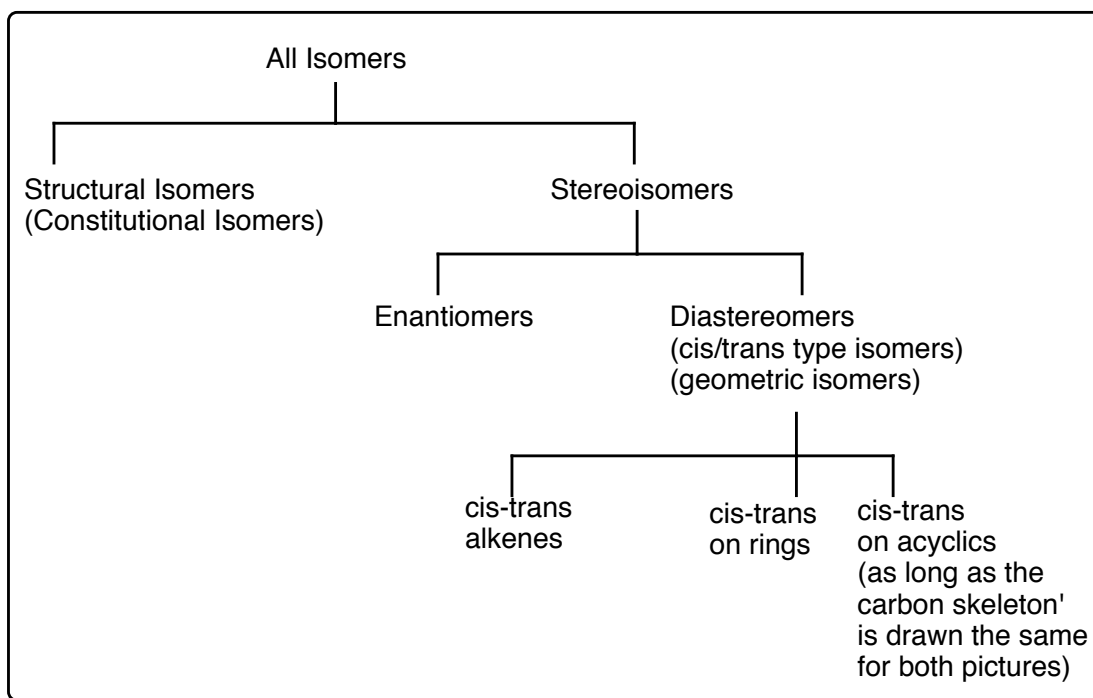 All Isomers
Structural Isomers
(Constitutional Isomers)
Stereoisomers
Enantiomers
Diastereomers
(cis/trans type isomers)
(geometric isomers)
cis-trans
alkenes
cis-trans
on rings
cis-trans
on acyclics
(as long as the
carbon skeleton'
is drawn the same
for both pictures)